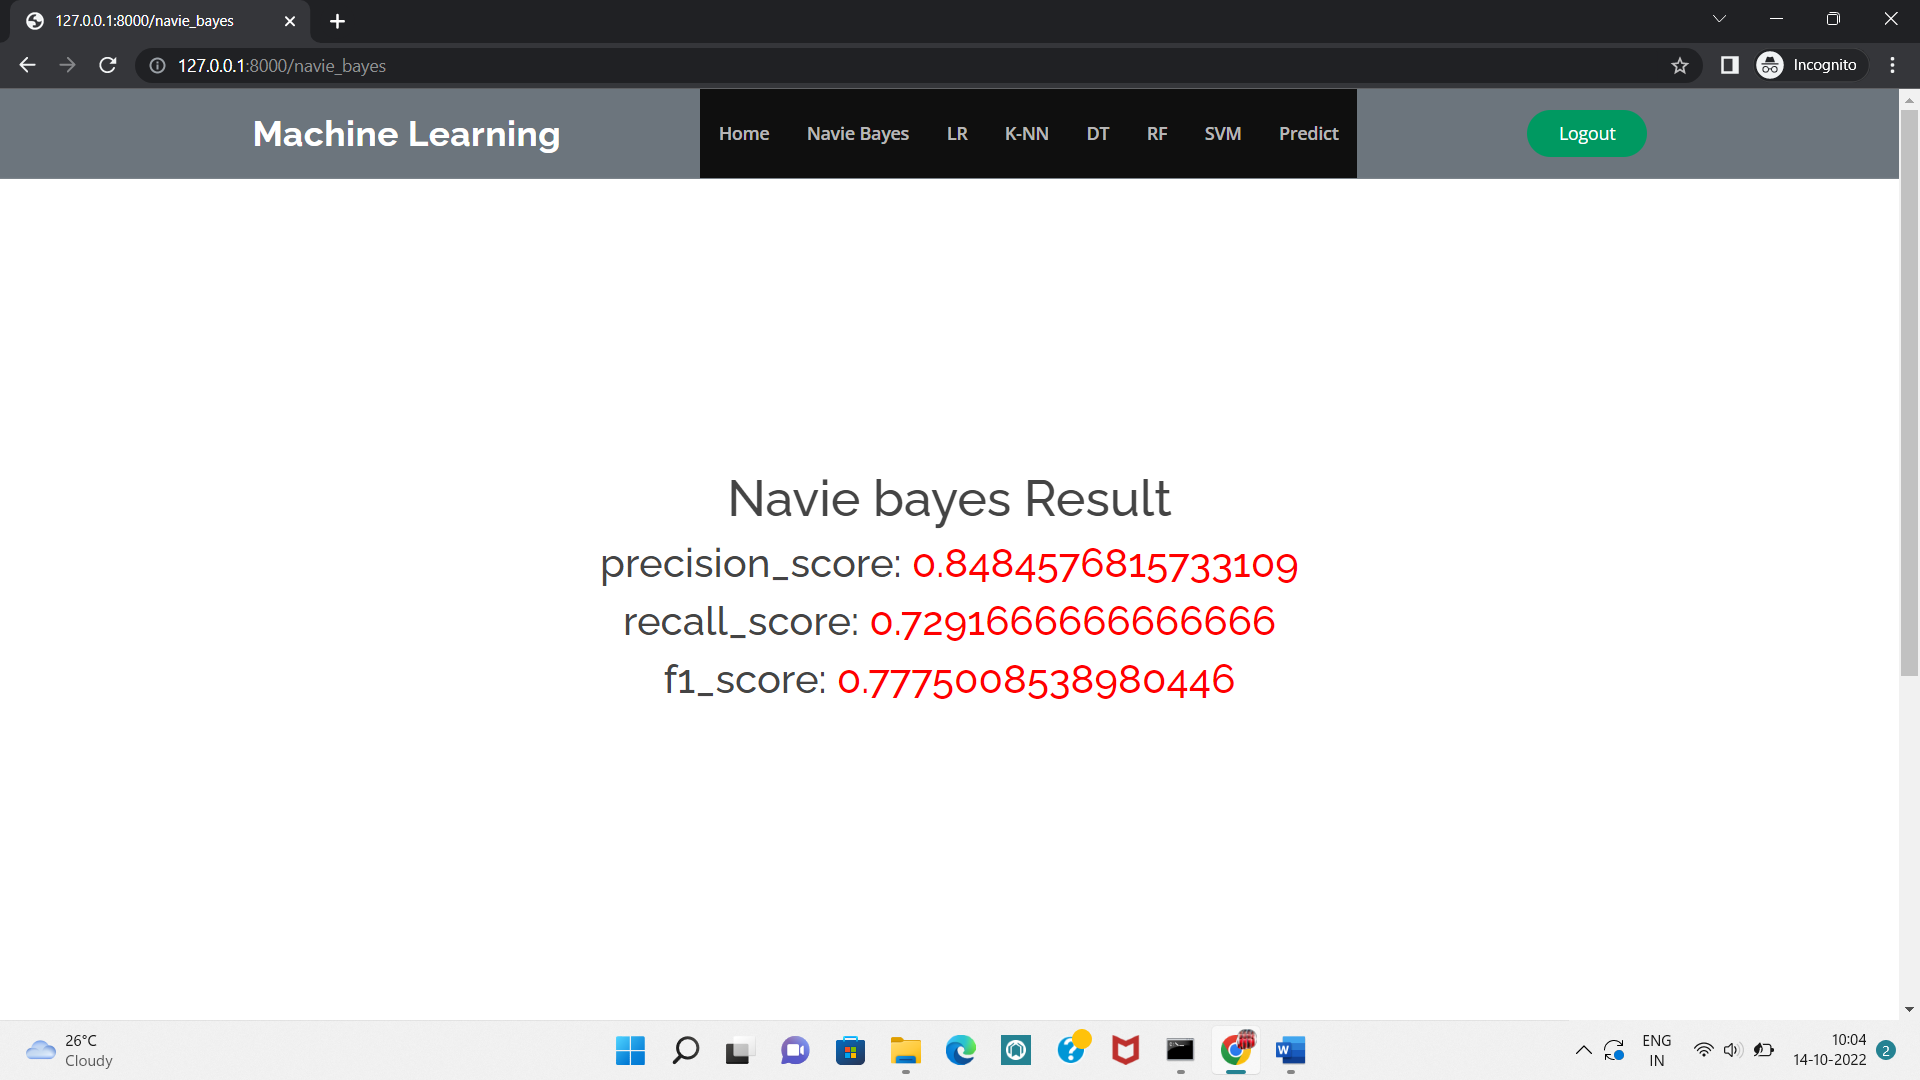 127.0.0.1:8000/navie_bayes
127.0.0.1:8000/navie_bayes
Incognito
Machine Learning
Home Navie Bayes LR K-NN DT RF SVM Predict
Logout
Navie bayes Result
precision_score: 0.8484576815733109
recall_score: 0.7291666666666666
f1_score: 0.7775008538980446
26°C
Cloudy
ENG
IN
10:04
14-10-2022
2